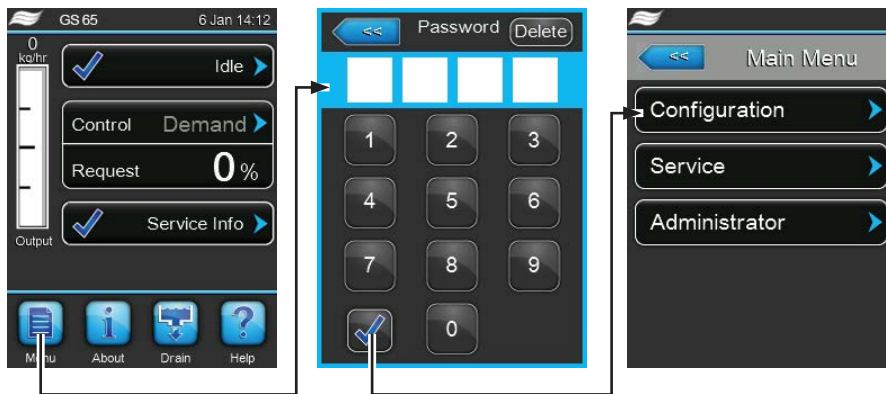 GS 65 6 Jan 14:12
0
kg/hr
Idle
Control Demand
Request 0 %
Service Info
Output
Menu About Drain Help
<< Password Delete
1 2 3
4 5 6
7 8 9
0
<< Main Menu
Configuration
Service
Administrator